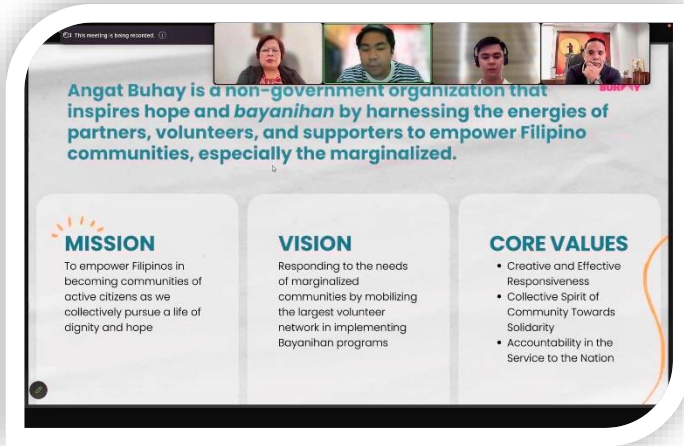 This meeting is being recorded.
Angat Buhay is a non-government organization that
BUHAY
inspires hope and bayanihan by harnessing the energies of
partners, volunteers, and supporters to empower Filipino
communities, especially the marginalized.
MISSION
To empower Filipinos in
becoming communities of
active citizens as we
collectively pursue a life of
dignity and hope
VISION
Responding to the needs
of marginalized
communities by mobilizing
the largest volunteer
network in implementing
Bayanihan programs
CORE VALUES
• Creative and Effective
Responsiveness
• Collective Spirit of
Community Towards
Solidarity
• Accountability in the
Service to the Nation